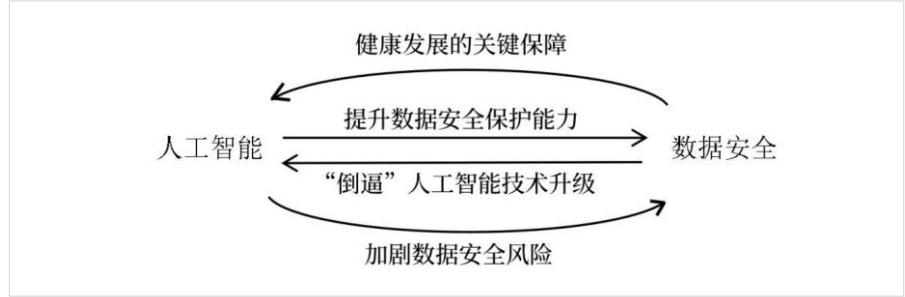 健康发展的关键保障
提升数据安全保护能力
人工智能
数据安全
“倒逼”人工智能技术升级
加剧数据安全风险